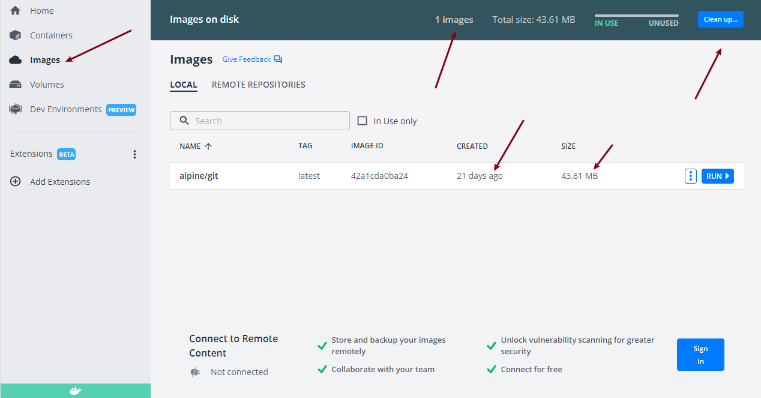 Home
Containers
Images
Volumes
Dev Environments PREVIEW
Extensions BETA
Add Extensions
Images on disk
1 images
Total size: 43.61 MB
IN USE
UNUSED
Clean up...
Images
Give Feedback
LOCAL
REMOTE REPOSITORIES
Search
In Use only
NAME
TAG
IMAGE ID
CREATED
SIZE
alpine/git
latest
42a1cda0ba24
21 days ago
43.61 MB
RUN
Connect to Remote
Content
Not connected
Store and backup your images
remotely
Collaborate with your team
Unlock vulnerability scanning for greater
security
Connect for free
Sign
in